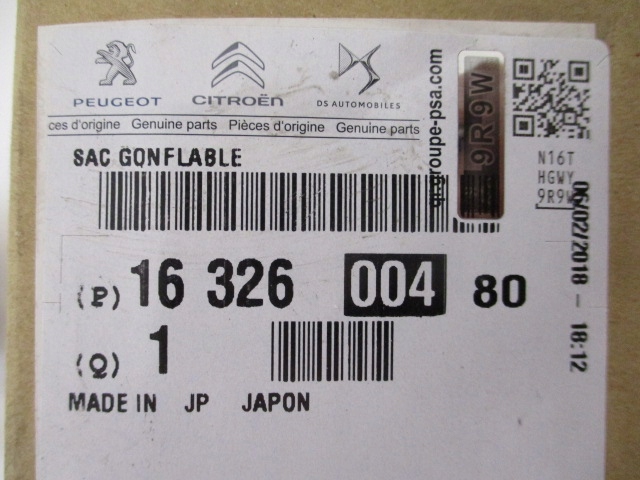 PEUGEOT CITROËN DS AUTOMOBILES
ces d'origine Genuine parts Pièces d'origine Genuine parts
SAC GONFLABLE
(P) 16 326 004 80
(Q) 1
MADE IN JP JAPON
qr.groupe-psa.com
9R9W
N16T
HGWY
9R9W
06/02/2018 - 18:12